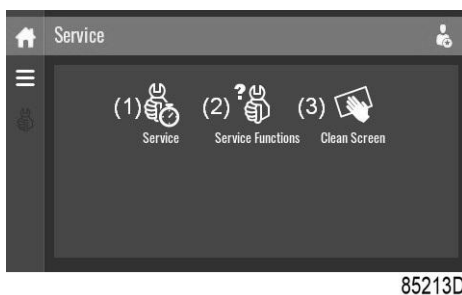 Service
(1) (2) ? (3)
Service Service Functions Clean Screen
85213D